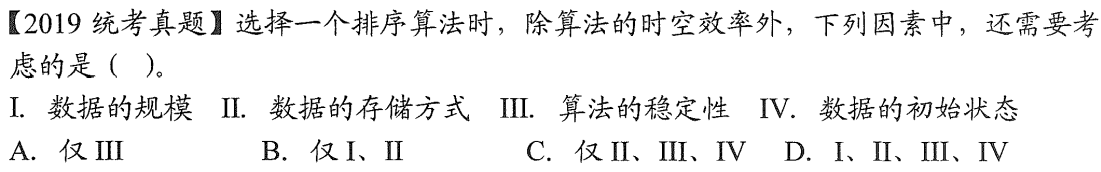 【2019 统考真题】选择一个排序算法时，除算法的时空效率外，下列因素中，还需要考
虑的是（　）。
I. 数据的规模　II. 数据的存储方式　III. 算法的稳定性　IV. 数据的初始状态
A. 仅 III　B. 仅 I、II　C. 仅 II、III、IV　D. I、II、III、IV